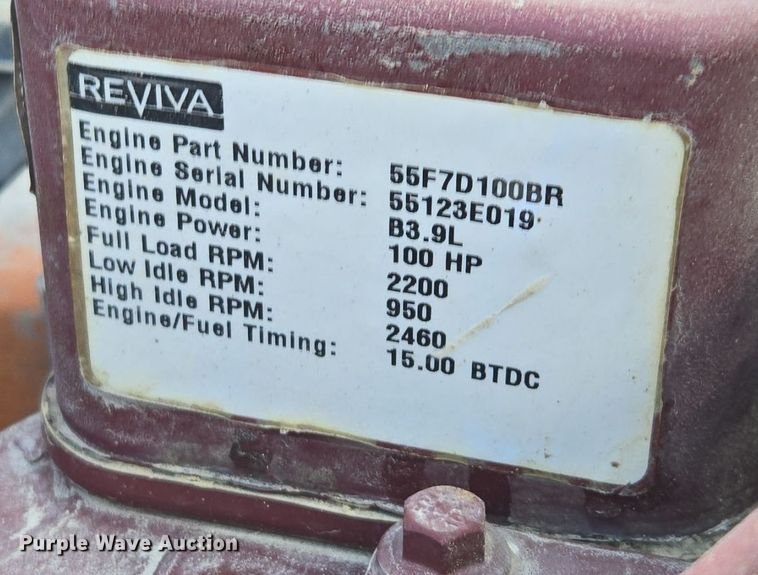 REVIVA
Engine Part Number: 55F7D100BR
Engine Serial Number: 55123E019
Engine Model: B3.9L
Engine Power: 100 HP
Full Load RPM: 2200
Low Idle RPM: 950
High Idle RPM: 2460
Engine/Fuel Timing: 15.00 BTDC
Purple Wave Auction